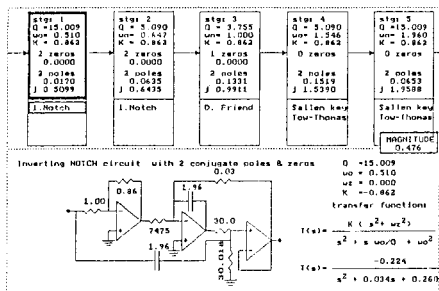 stg: 1
Q = 15.009
wo= 0.510
K = 0.862
2 zeros
0.0000
2 poles
0.0170
j 0.5099
I.Notch
stg: 2
Q = 5.090
wo= 0.647
K = 0.862
2 zeros
0.0000
2 poles
0.0635
j 0.6435
I.Notch
stg: 3
Q = 3.755
wo= 1.000
K = 0.862
1 zeros
0.0000
2 poles
0.1331
j 0.9911
D. Friend
stg: 4
Q = 5.090
wo= 1.546
K = 0.862
0 zeros
2 poles
0.1519
j 1.5390
Sallen key
Tow-Thomas
stg: 5
Q = 15.009
wo= 1.960
K = 0.862
0 zeros
2 poles
0.0653
j 1.9588
Sallen key
Tow-Thomas
MAGNITUDE
0.476
Inverting NOTCH circuit with 2 conjugate poles & zeros
0.03
0.86
1.96
1.00
7475
30.0
1.96
30.018
Q =15.009
wo = 0.510
wz = 0.000
K =-0.862
transfer function:
K ( s²+ wz²)
T(s)=
s² + s wo/Q + wo²
-0.224
T(s)=
s² + 0.034s + 0.260